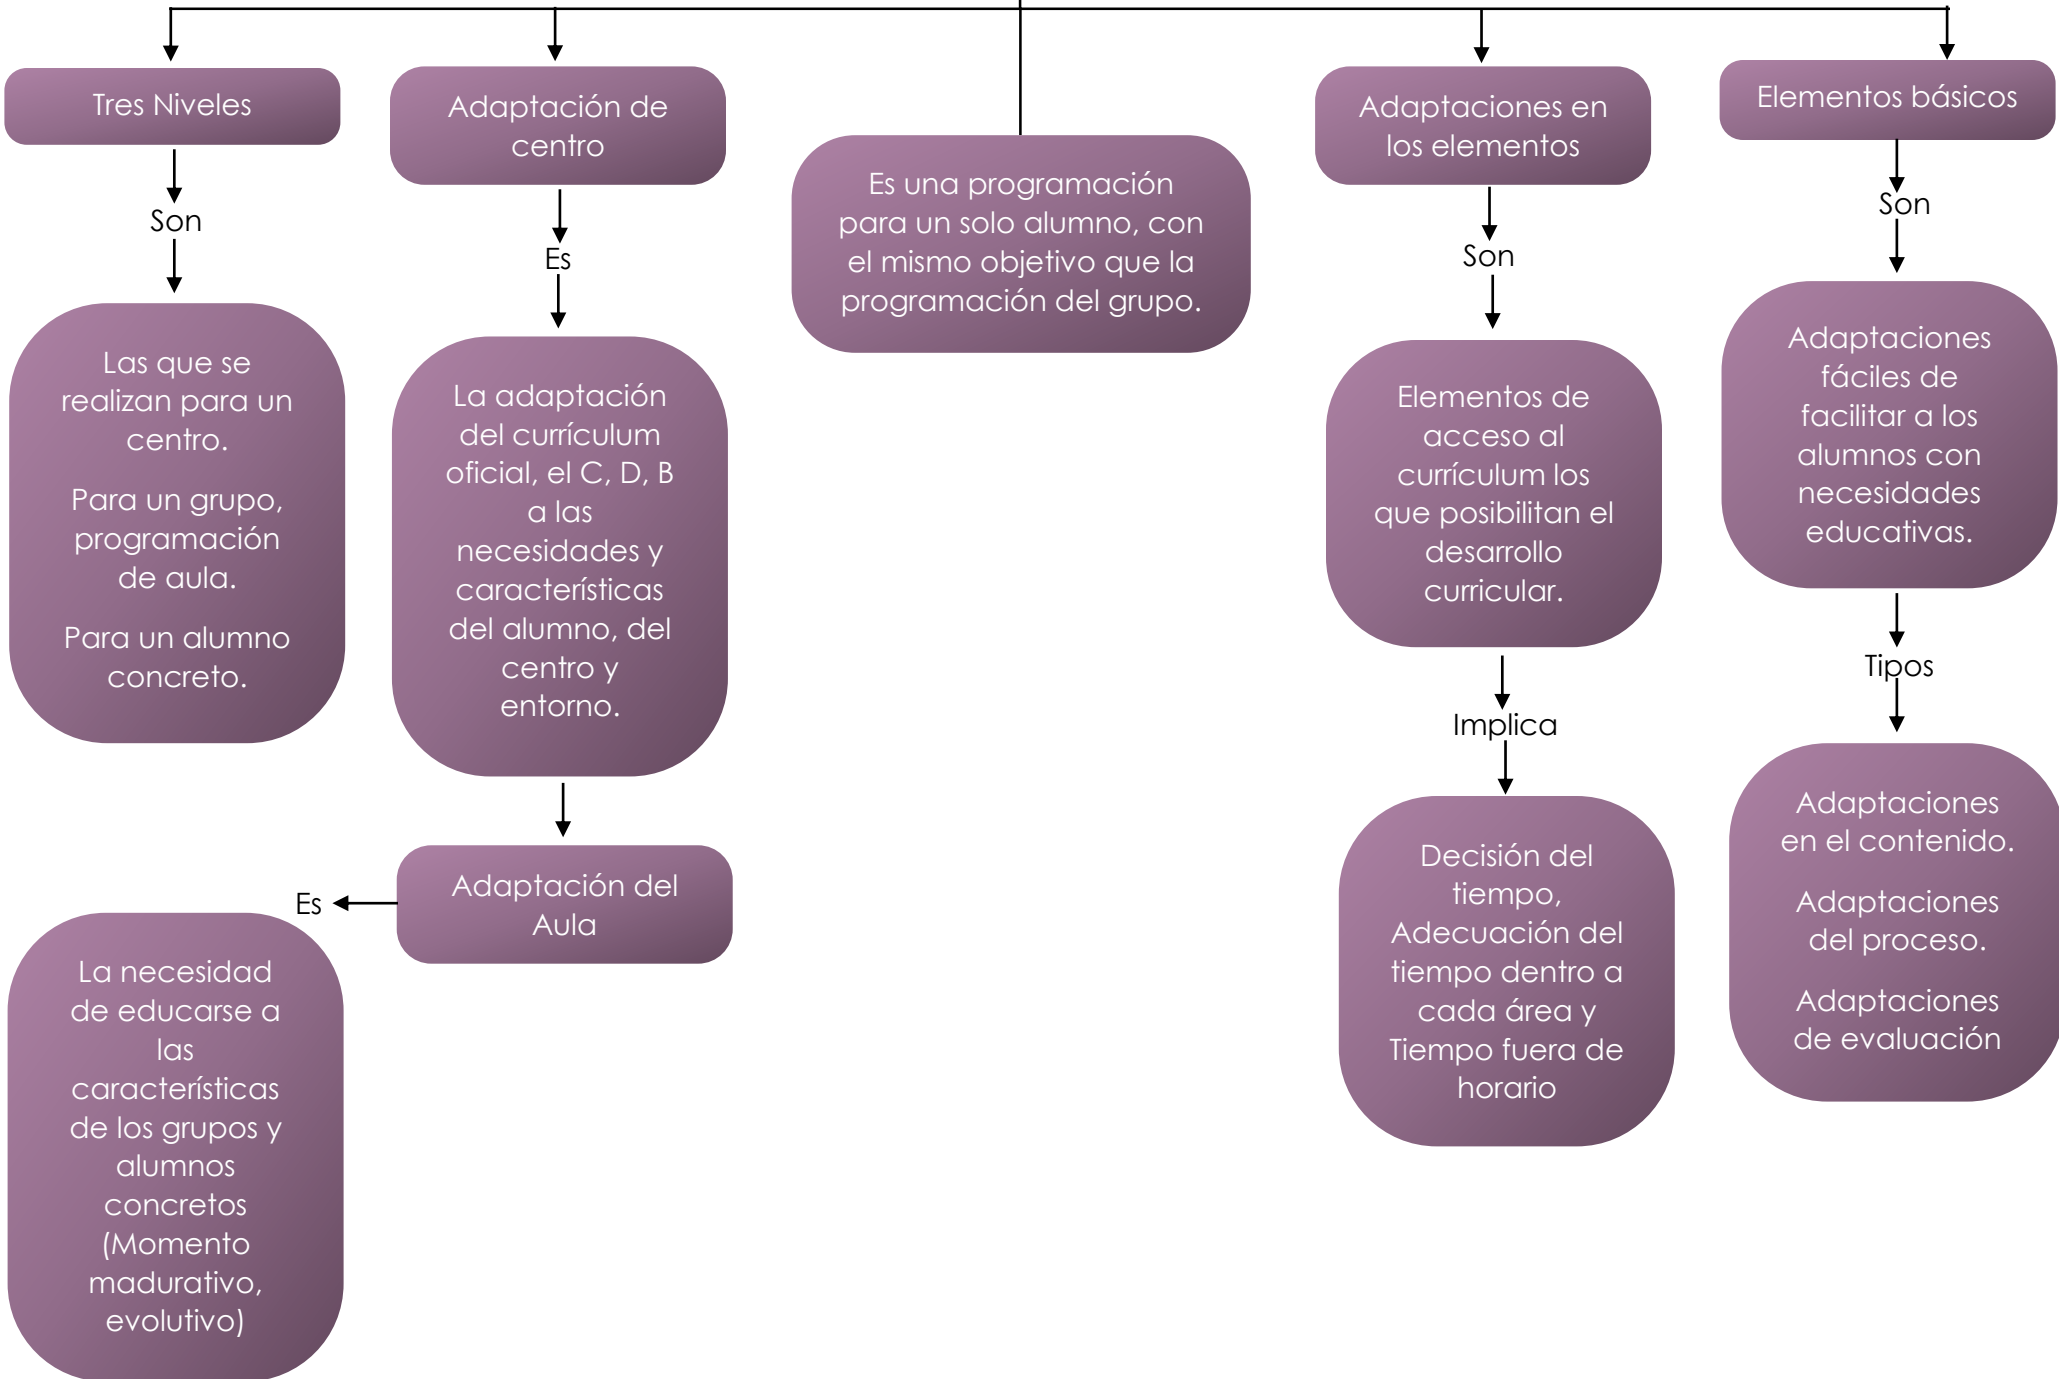 Tres Niveles
Son
Las que se
realizan para un
centro.
Para un grupo,
programación
de aula.
Para un alumno
concreto.
Adaptación de
centro
Es
La adaptación
del currículum
oficial, el C, D, B
a las
necesidades y
características
del alumno, del
centro y
entorno.
Adaptación del
Aula
Es
La necesidad
de educarse a
las
características
de los grupos y
alumnos
concretos
(Momento
madurativo,
evolutivo)
Es una programación
para un solo alumno, con
el mismo objetivo que la
programación del grupo.
Adaptaciones en
los elementos
Son
Elementos de
acceso al
currículum los
que posibilitan el
desarrollo
curricular.
Implica
Decisión del
tiempo,
Adecuación del
tiempo dentro a
cada área y
Tiempo fuera de
horario
Elementos básicos
Son
Adaptaciones
fáciles de
facilitar a los
alumnos con
necesidades
educativas.
Tipos
Adaptaciones
en el contenido.
Adaptaciones
del proceso.
Adaptaciones
de evaluación